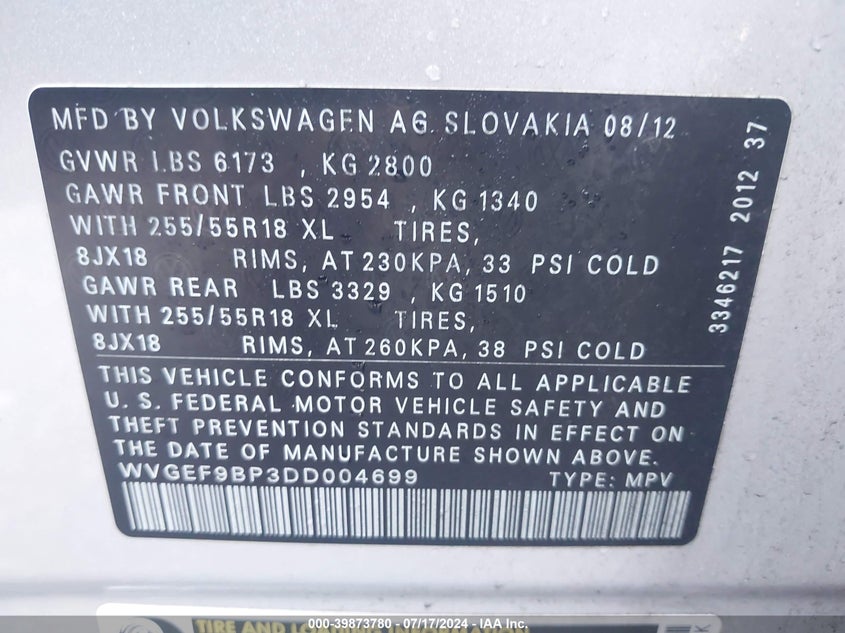 MFD BY VOLKSWAGEN AG SLOVAKIA 08/12
GVWR LBS 6173 , KG 2800
GAWR FRONT LBS 2954 , KG 1340
WITH 255/55R18 XL TIRES,
8JX18 RIMS, AT 230KPA, 33 PSI COLD
GAWR REAR LBS 3329 , KG 1510
WITH 255/55R18 XL TIRES,
8JX18 RIMS, AT 260KPA, 38 PSI COLD
THIS VEHICLE CONFORMS TO ALL APPLICABLE
U. S. FEDERAL MOTOR VEHICLE SAFETY AND
THEFT PREVENTION STANDARDS IN EFFECT ON
THE DATE OF MANUFACTURE SHOWN ABOVE.
WVGEF9BP3DD004699 TYPE: MPV
3346217 2012 37
TIRE AND LOADING INFORMATION
000-39873780 - 07/17/2024 - IAA Inc.